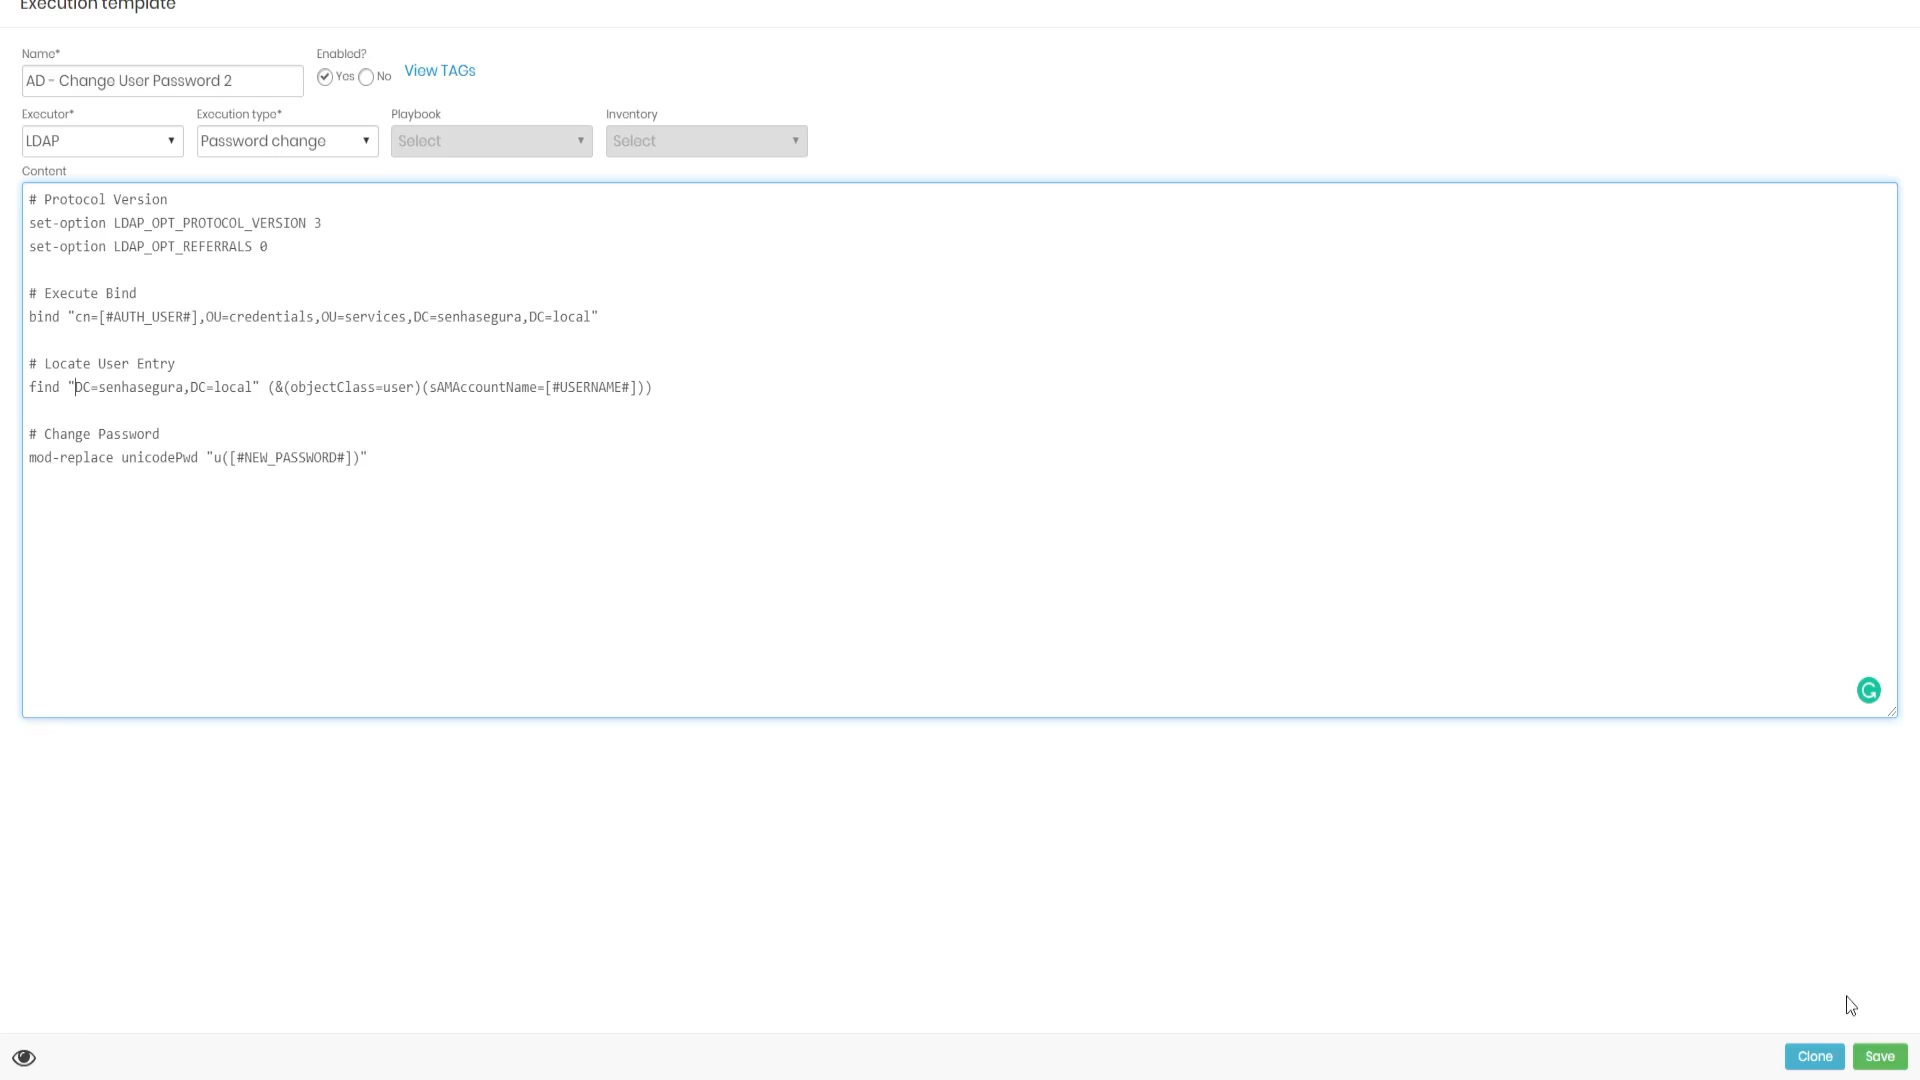 Execution template
Name*
Enabled?
AD - Change User Password 2
Yes
No
View TAGs
Executor*
Execution type*
Playbook
Inventory
LDAP
Password change
Select
Select
Content
# Protocol Version
set-option LDAP_OPT_PROTOCOL_VERSION 3
set-option LDAP_OPT_REFERRALS 0
# Execute Bind
bind "cn=[#AUTH_USER#],OU=credentials,OU=services,DC=senhasegura,DC=local"
# Locate User Entry
find "DC=senhasegura,DC=local" (&(objectClass=user)(sAMAccountName=[#USERNAME#]))
# Change Password
mod-replace unicodePwd "u([#NEW_PASSWORD#])"
Clone
Save